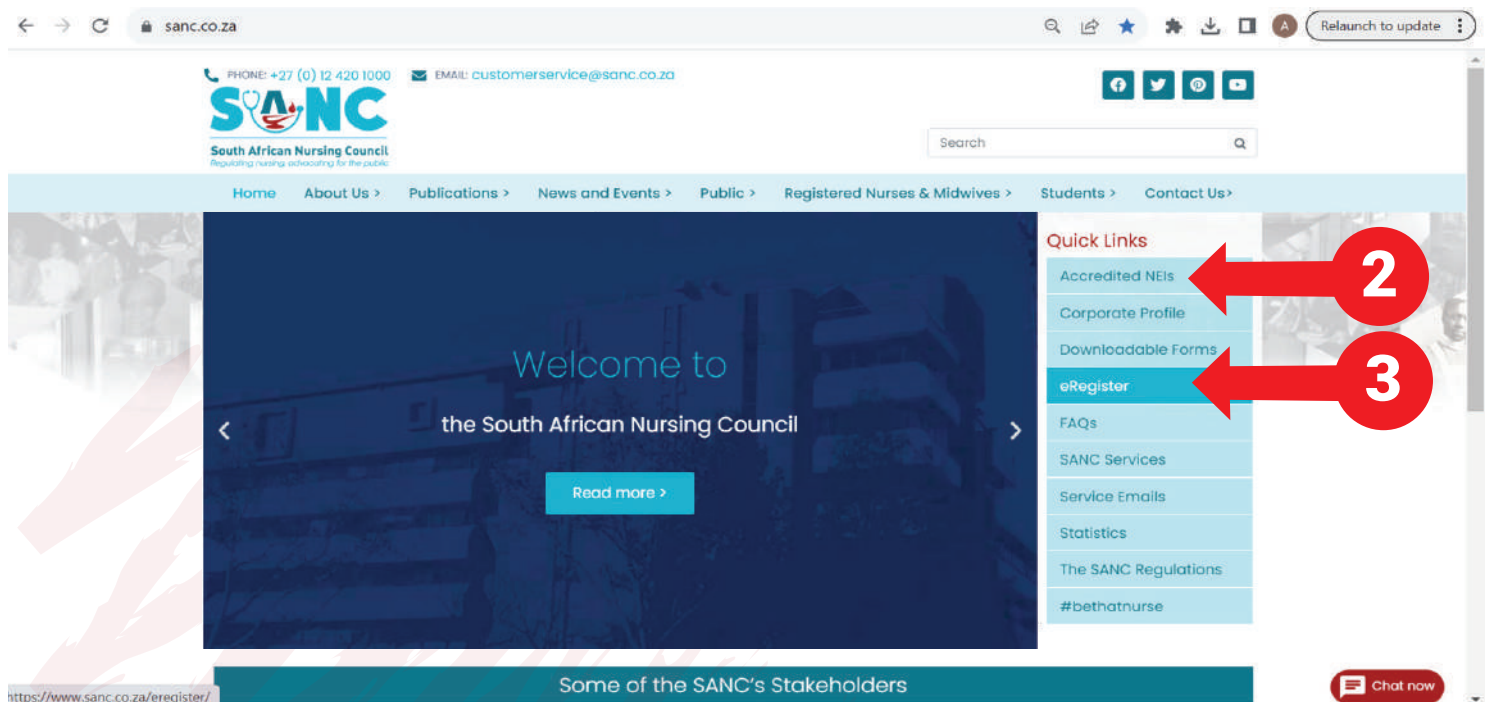 sanc.co.za
Relaunch to update
PHONE: +27 (0) 12 420 1000 EMAIL: customerservice@sanc.co.za
SANC
South African Nursing Council
Regulating nursing, advocating for the public
Search
Home About Us > Publications > News and Events > Public > Registered Nurses & Midwives > Students > Contact Us>
Quick Links
Accredited NEIs
2
Corporate Profile
Downloadable Forms
eRegister
3
FAQs
SANC Services
Service Emails
Statistics
The SANC Regulations
#bethatnurse
Welcome to
the South African Nursing Council
Read more >
Some of the SANC's Stakeholders
Chat now
https://www.sanc.co.za/eregister/
A